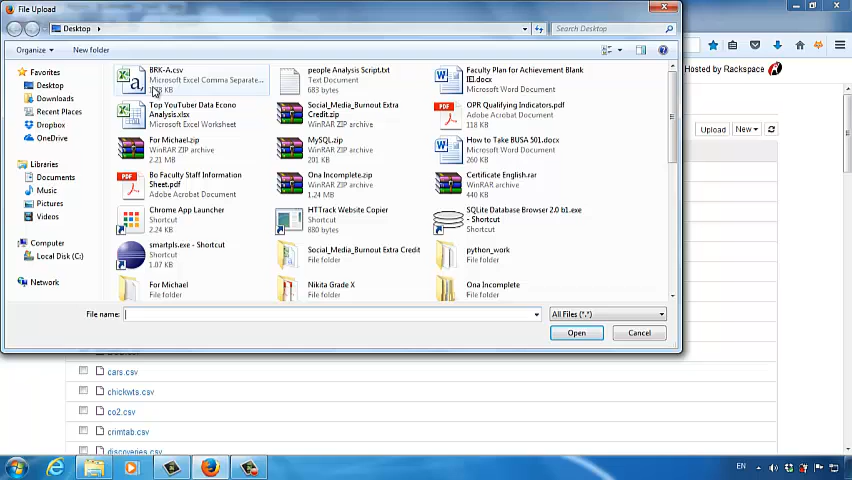 File Upload
Desktop
Search Desktop
Organize
New folder
Favorites
Desktop
Downloads
Recent Places
Dropbox
OneDrive
Libraries
Documents
Music
Pictures
Videos
Computer
Local Disk (C:)
Network
BRK-A.csv
Microsoft Excel Comma Separate...
KB
people Analysis Script.txt
Text Document
683 bytes
Faculty Plan for Achievement Blank
III.docx
Microsoft Word Document
Top YouTuber Data Econo
Analysis.xlsx
Microsoft Excel Worksheet
Social_Media_Burnout Extra
Credit.zip
WinRAR ZIP archive
OPR Qualifying Indicators.pdf
Adobe Acrobat Document
118 KB
For Michael.zip
WinRAR ZIP archive
2.21 MB
MySQL.zip
WinRAR ZIP archive
201 KB
How to Take BUSA 501.docx
Microsoft Word Document
260 KB
Bo Faculty Staff Information
Sheet.pdf
Adobe Acrobat Document
Ona Incomplete.zip
WinRAR ZIP archive
1.24 MB
Certificate English.rar
WinRAR archive
440 KB
Chrome App Launcher
Shortcut
2.24 KB
HTTrack Website Copier
Shortcut
880 bytes
SQLite Database Browser 2.0 b1.exe
- Shortcut
Shortcut
smartpls.exe - Shortcut
Shortcut
1.07 KB
Social_Media_Burnout Extra Credit
File folder
python_work
File folder
For Michael
File folder
Nikita Grade X
File folder
Ona Incomplete
File folder
File name:
All Files (*.*)
Open
Cancel
Hosted by Rackspace
Upload
New
cars.csv
chickwts.csv
co2.csv
crimtab.csv
discoveries.csv
EN